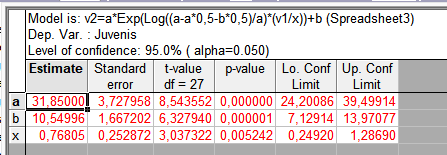 Model is: v2=a*Exp(Log((a-a*0,5-b*0,5)/a)*(v1/x))+b (Spreadsheet3)
Dep. Var. : Juvenis
Level of confidence: 95.0% ( alpha=0.050)
Estimate Standard error t-value df = 27 p-value Lo. Conf Limit Up. Conf Limit
a 31,85000 3,727958 8,543552 0,000000 24,20086 39,49914
b 10,54996 1,667202 6,327940 0,000001 7,12914 13,97077
x 0,76805 0,252872 3,037322 0,005242 0,24920 1,28690